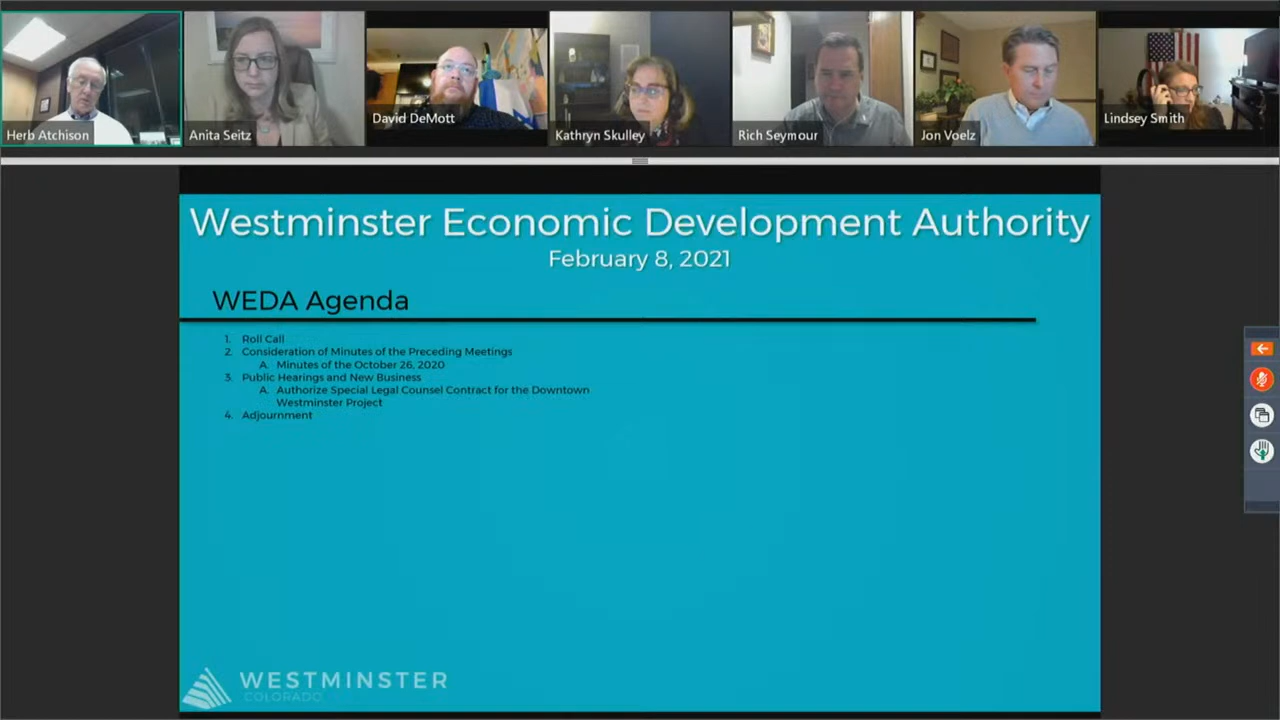 Herb Atchison
Anita Seitz
David DeMott
Kathryn Skulley
Rich Seymour
Jon Voelz
Lindsey Smith
Westminster Economic Development Authority
February 8, 2021
WEDA Agenda
1. Roll Call
2. Consideration of Minutes of the Preceding Meetings
A. Minutes of the October 26, 2020
3. Public Hearings and New Business
A. Authorize Special Legal Counsel Contract for the Downtown
Westminster Project
4. Adjournment
WESTMINSTER
COLORADO